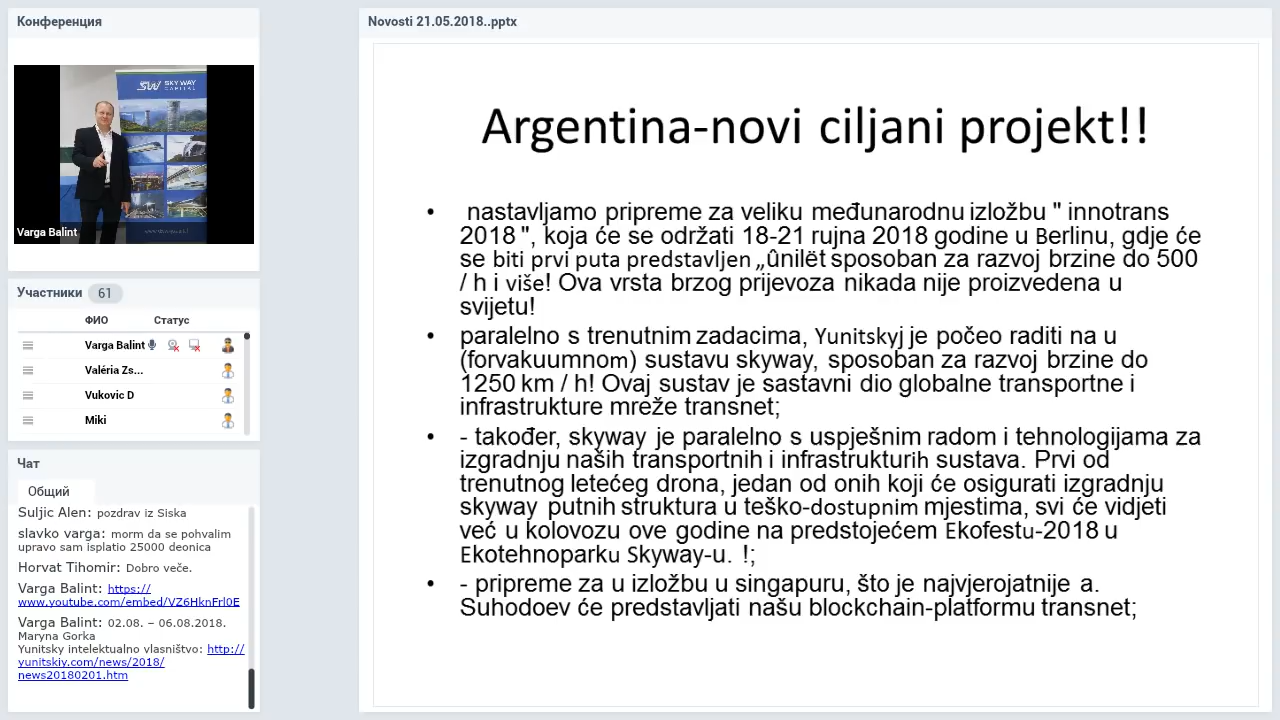 Конференция
SKY WAY
CAPITAL
Varga Balint
Участники 61
ФИО Статус
Varga Balint
Valéria Zs...
Vukovic D
Miki
Чат
Общий
Suljic Alen: pozdrav iz Siska
slavko varga: morm da se pohvalim
upravo sam isplatio 25000 deonica
Horvat Tihomir: Dobro veče.
Varga Balint: https://
www.youtube.com/embed/VZ6HknFrl0E
Varga Balint: 02.08. – 06.08.2018.
Maryna Gorka
Yunitsky intelektualno vlasništvo: http://
yunitskiy.com/news/2018/
news20180201.htm
Novosti 21.05.2018..pptx
Argentina-novi ciljani projekt!!
• nastavljamo pripreme za veliku međunarodnu izložbu " innotrans
2018 ", koja će se održati 18-21 rujna 2018 godine u Berlinu, gdje će
se biti prvi puta predstavljen „ûnilët sposoban za razvoj brzine do 500
/ h i više! Ova vrsta brzog prijevoza nikada nije proizvedena u
svijetu!
• paralelno s trenutnim zadacima, Yunitskyj je počeo raditi na u
(forvakuumnom) sustavu skyway, sposoban za razvoj brzine do
1250 km / h! Ovaj sustav je sastavni dio globalne transportne i
infrastrukture mreže transnet;
• - također, skyway je paralelno s uspješnim radom i tehnologijama za
izgradnju naših transportnih i infrastrukturih sustava. Prvi od
trenutnog letećeg drona, jedan od onih koji će osigurati izgradnju
skyway putnih struktura u teško-dostupnim mjestima, svi će vidjeti
već u kolovozu ove godine na predstojećem Ekofestu-2018 u
Ekotehnoparku Skyway-u. !;
• - pripreme za u izložbu u singapuru, što je najvjerojatnije a.
Suhodoev će predstavljati našu blockchain-platformu transnet;